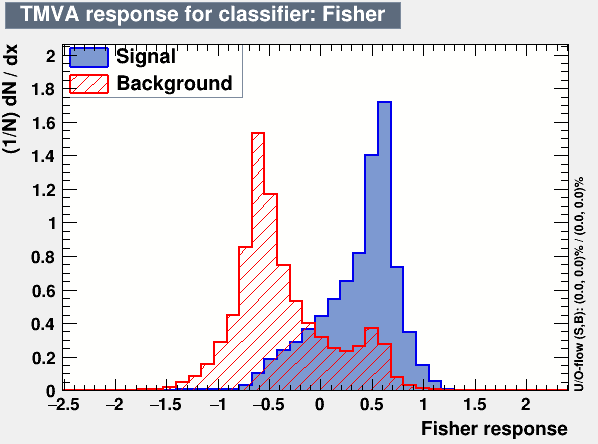 TMVA response for classifier: Fisher
(1/N) dN / dx
Signal
Background
2
1.8
1.6
1.4
1.2
1
0.8
0.6
0.4
0.2
0
−2.5 −2 −1.5 −1 −0.5 0 0.5 1 1.5 2
Fisher response
U/O-flow (S,B): (0.0, 0.0)% / (0.0, 0.0)%